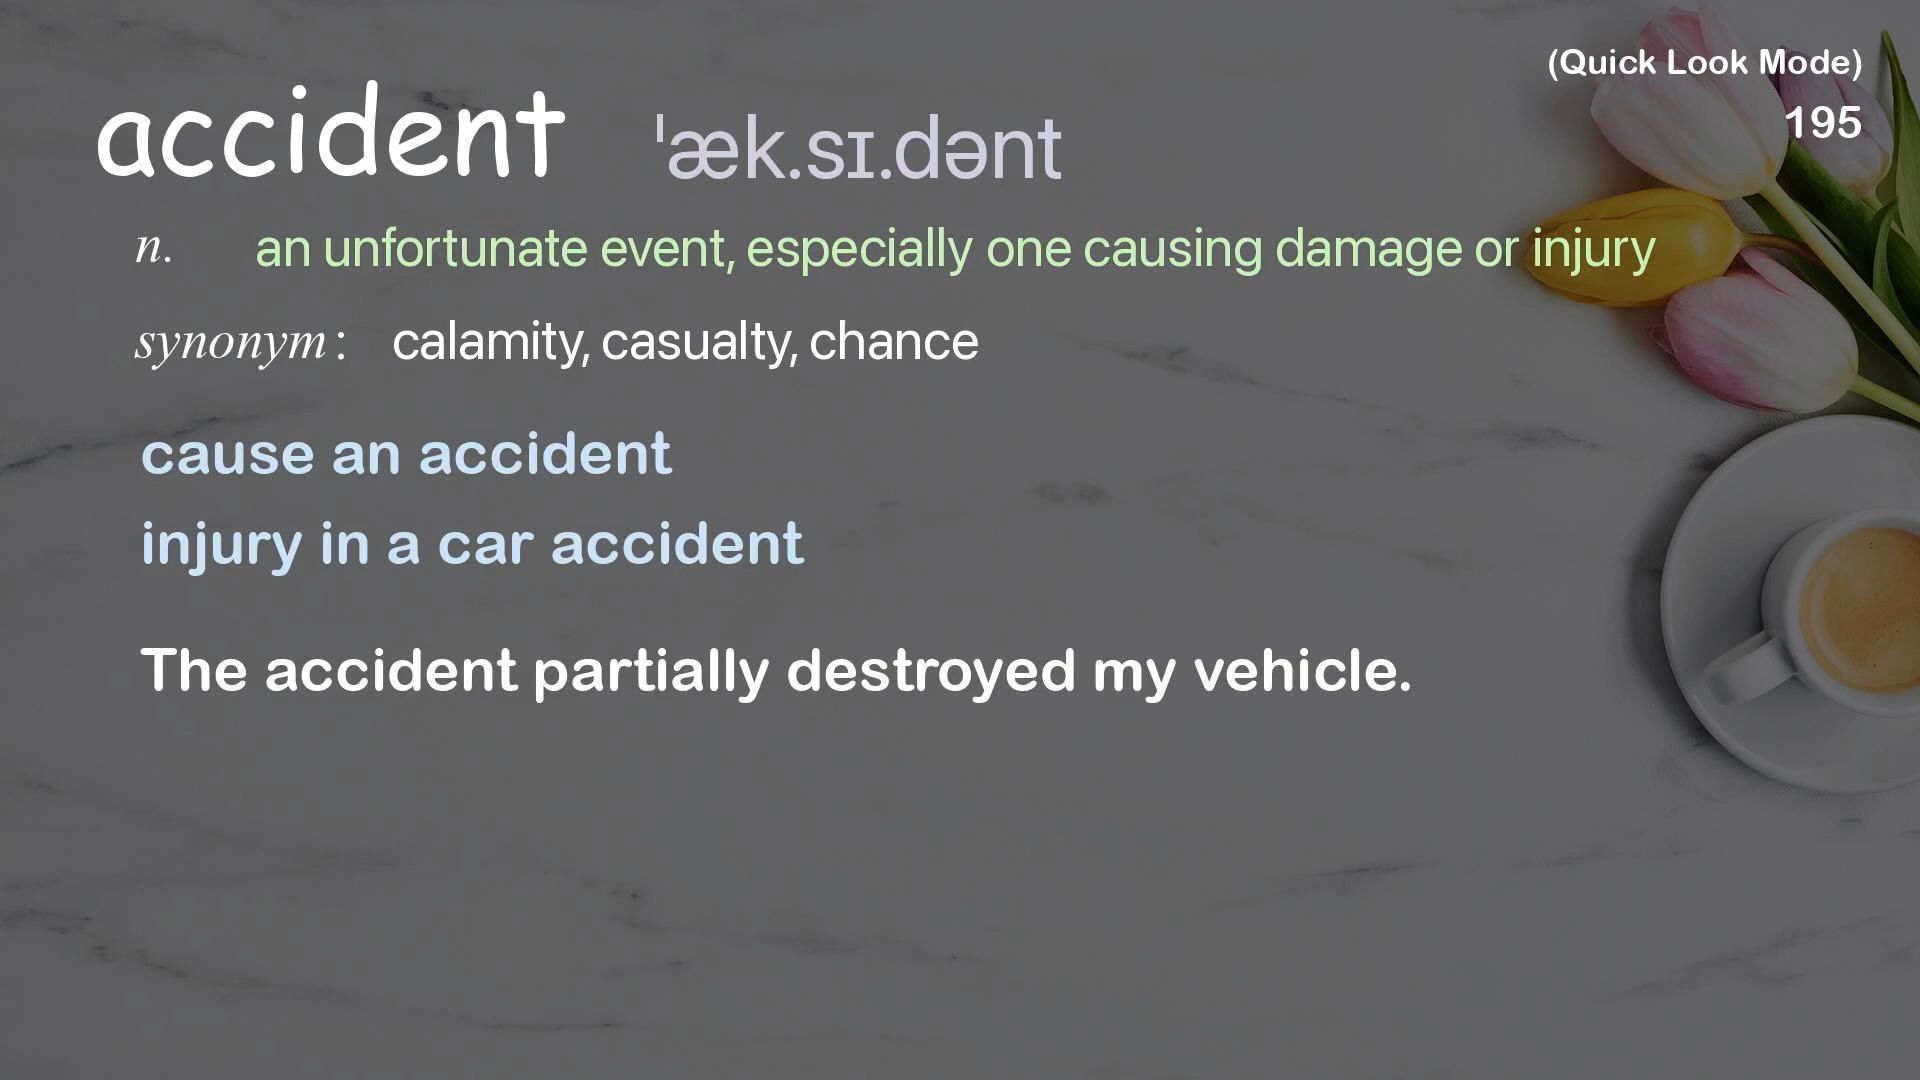 (Quick Look Mode)
195
accident ˈæk.sɪ.dənt
n. an unfortunate event, especially one causing damage or injury
synonym: calamity, casualty, chance
cause an accident
injury in a car accident
The accident partially destroyed my vehicle.